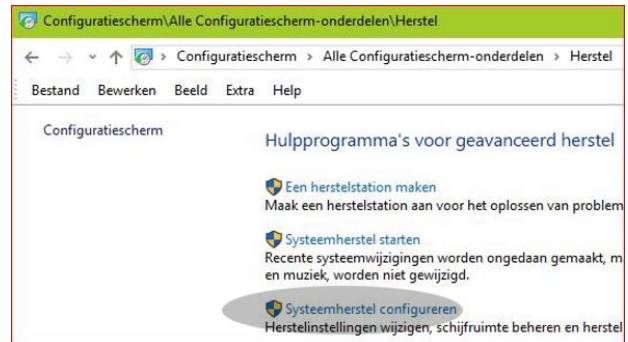 Configuratiescherm\Alle Configuratiescherm-onderdelen\Herstel
Configuratiescherm > Alle Configuratiescherm-onderdelen > Herstel
Bestand Bewerken Beeld Extra Help
Configuratiescherm
Hulpprogramma's voor geavanceerd herstel
Een herstelstation maken
Maak een herstelstation aan voor het oplossen van problem
Systeemherstel starten
Recente systeemwijzigingen worden ongedaan gemaakt, m
en muziek, worden niet gewijzigd.
Systeemherstel configureren
Herstelinstellingen wijzigen, schijfruimte beheren en herstel